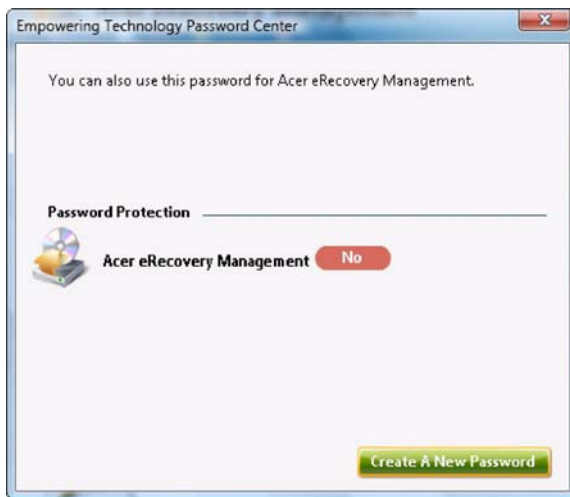 Empowering Technology Password Center
You can also use this password for Acer eRecovery Management.
Password Protection
Acer eRecovery Management No
Create A New Password